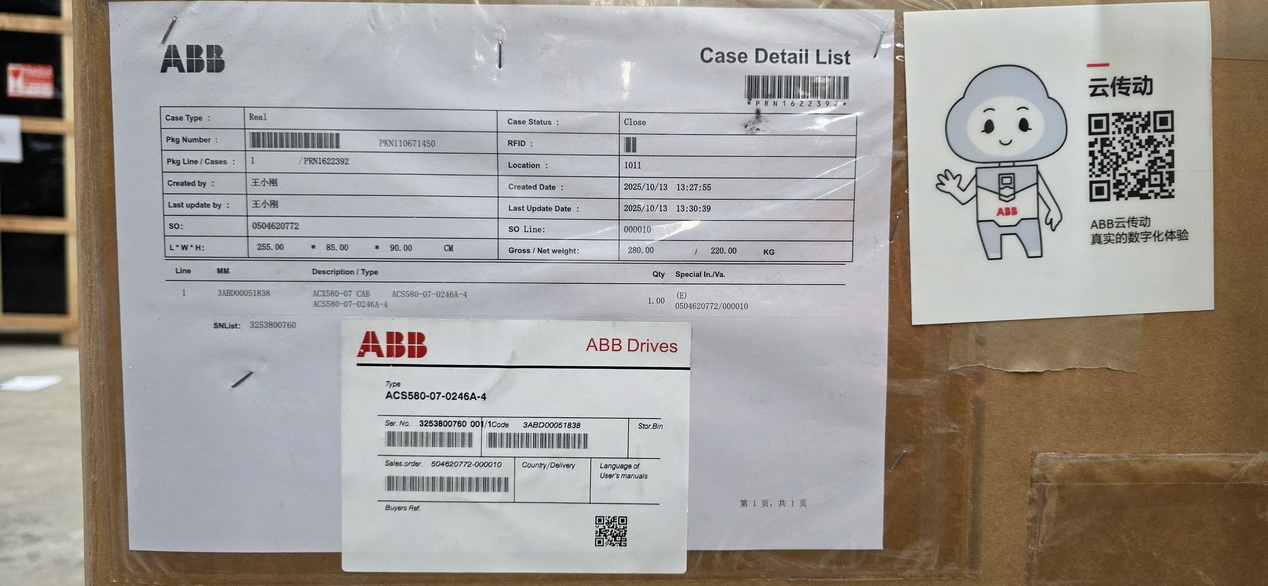 ABB
Case Detail List
*PRN1622392*
Case Type : Real
Case Status : Close
Pkg Number : PKN110671450
RFID :
Pkg Line / Cases : 1 /PRN1622392
Location : 1011
Created by : 王小刚
Created Date : 2025/10/13 13:27:55
Last update by : 王小刚
Last Update Date : 2025/10/13 13:30:39
SO: 0504620772
SO Line: 000010
L*W*H: 255.00 * 85.00 * 90.00 CM
Gross / Net weight: 280.00 / 220.00 KG
Line MM. Description / Type Qty Special In./Va.
1 3ABD00051838 ACX580-07 CAB ACS580-07-0246A-4 1.00 (E)
ACS580-07-0246A-4 0504620772/000010
SNList: 3253800760
ABB
ABB Drives
Type
ACS580-07-0246A-4
Ser. No. 3253800760 001/1 Code 3ABD00051838 Stor.Bin
Sales.order. 504620772-000010 Country/Delivery Language of
User's manuals
Buyers Ref.
第 1 页, 共 1 页
云传动
ABB
ABB云传动
真实的数字化体验